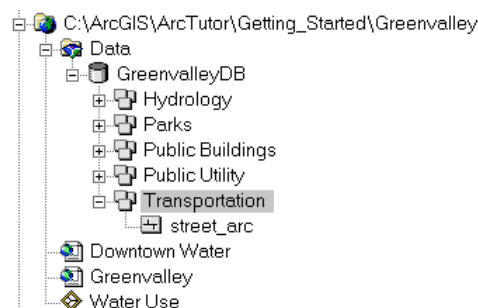 C:\ArcGIS\ArcTutor\Getting_Started\Greenvalley
Data
GreenvalleyDB
Hydrology
Parks
Public Buildings
Public Utility
Transportation
street_arc
Downtown Water
Greenvalley
Water Use